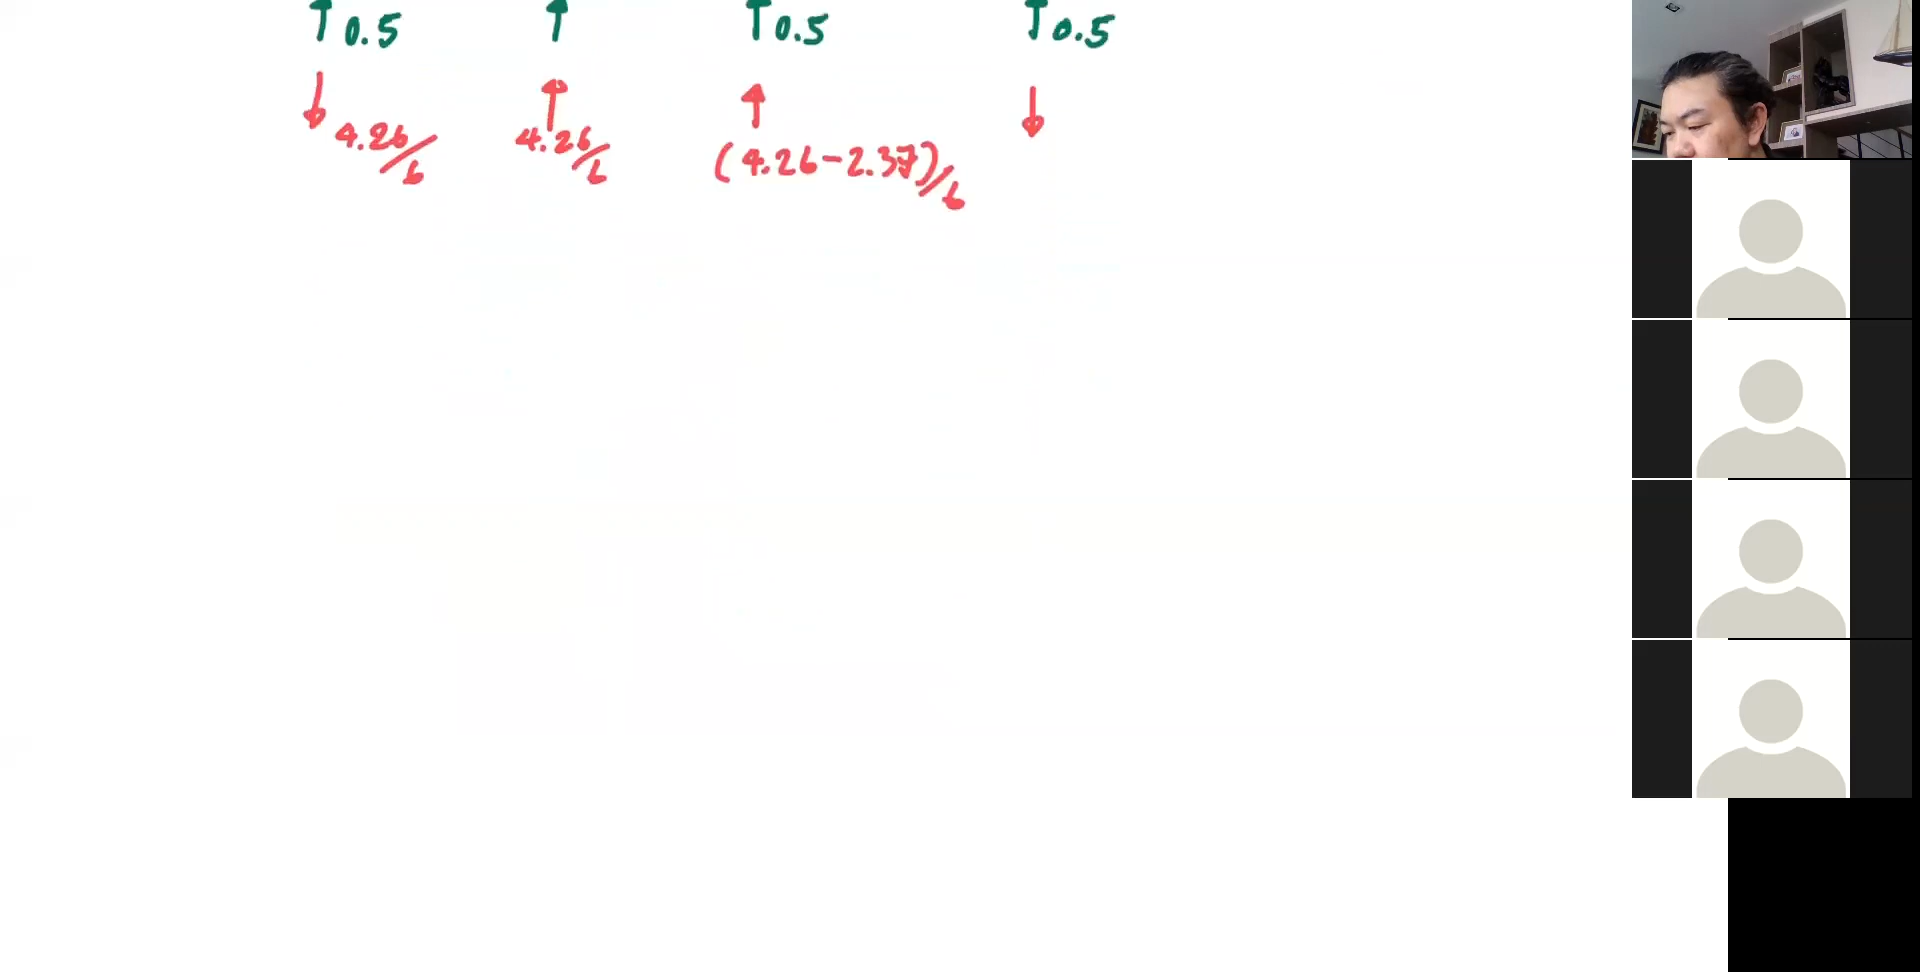 ↑ 0.5 ↑ ↑ 0.5 ↑ 0.5
↓ 4.26/6 ↑ 4.26/6 ↑ (4.26-2.37)/6 ↓